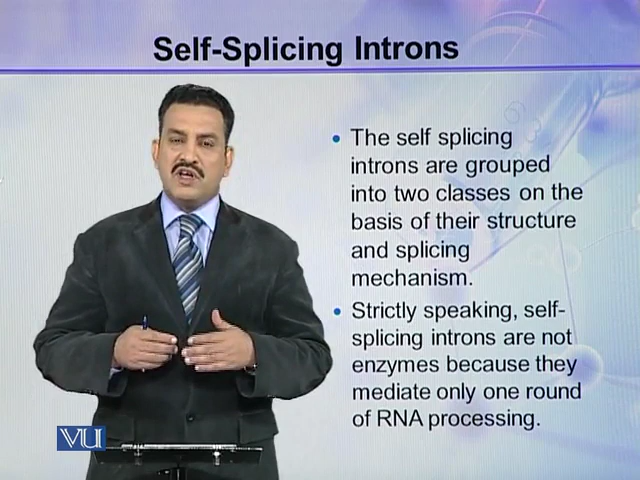 Self-Splicing Introns
• The self splicing
introns are grouped
into two classes on the
basis of their structure
and splicing
mechanism.
• Strictly speaking, self-
splicing introns are not
enzymes because they
mediate only one round
of RNA processing.
VU